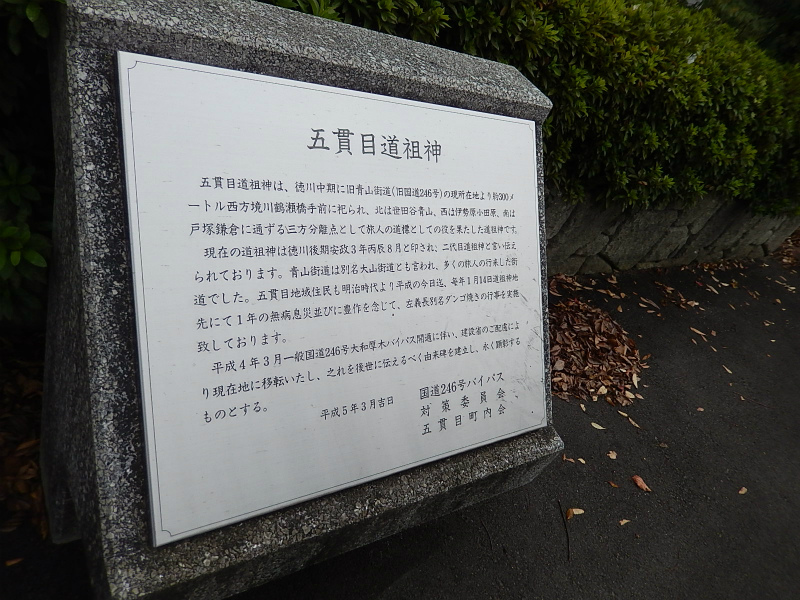 五貫目道祖神
五貫目道祖神は、徳川中期に旧青山街道(旧国道246号)の現所在地より約300メ
ートル西方境川鶴瀬橋手前に祀られ、北は世田谷青山、西は伊勢原小田原、南は
戸塚鎌倉に過ずる三方分離点として旅人の道標としての役を果たした道祖神です。
現在の道祖神は徳川後期安政3年丙辰8月と印され、二代目道祖神と言い伝え
られております。青山街道は別名大山街道とも言われ、多くの旅人の行来した街
道でした。五貫目地域住民も明治時代より平成の今日迄、毎年1月14日道祖神地
先にて1年の無病息災並びに豊作を念じて、左義長別名ダンゴ焼きの行事を実施
致しております。
平成4年3月一般国道246号大和厚木バイパス開通に伴い、建設省のご配慮によ
り現在地に移転いたし、之れを後世に伝えるべく由来碑を建立し、永く顕彰する
ものとする。
平成5年3月吉日
国道246号バイパス
対策委員会
五貫目町内会